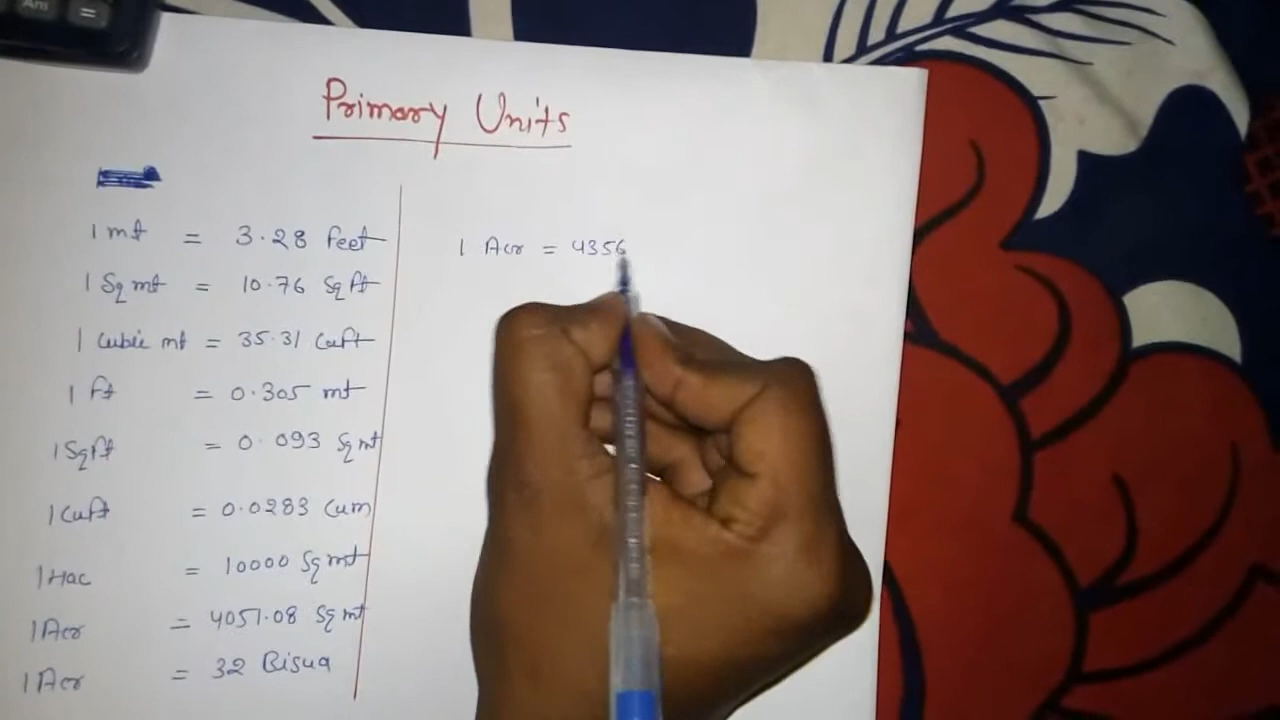 An =
Primary Units
1 mt = 3.28 feet
1 Sq mt = 10.76 Sq ft
1 Cubic mt = 35.31 Cuft
1 ft = 0.305 mt
1 Sqft = 0.093 Sq mt
1 Cuft = 0.0283 Cum
1 Hac = 10000 Sq mt
1 Acr = 4051.08 Sq mt
1 Acr = 32 Bisua
1 Acr = 4356